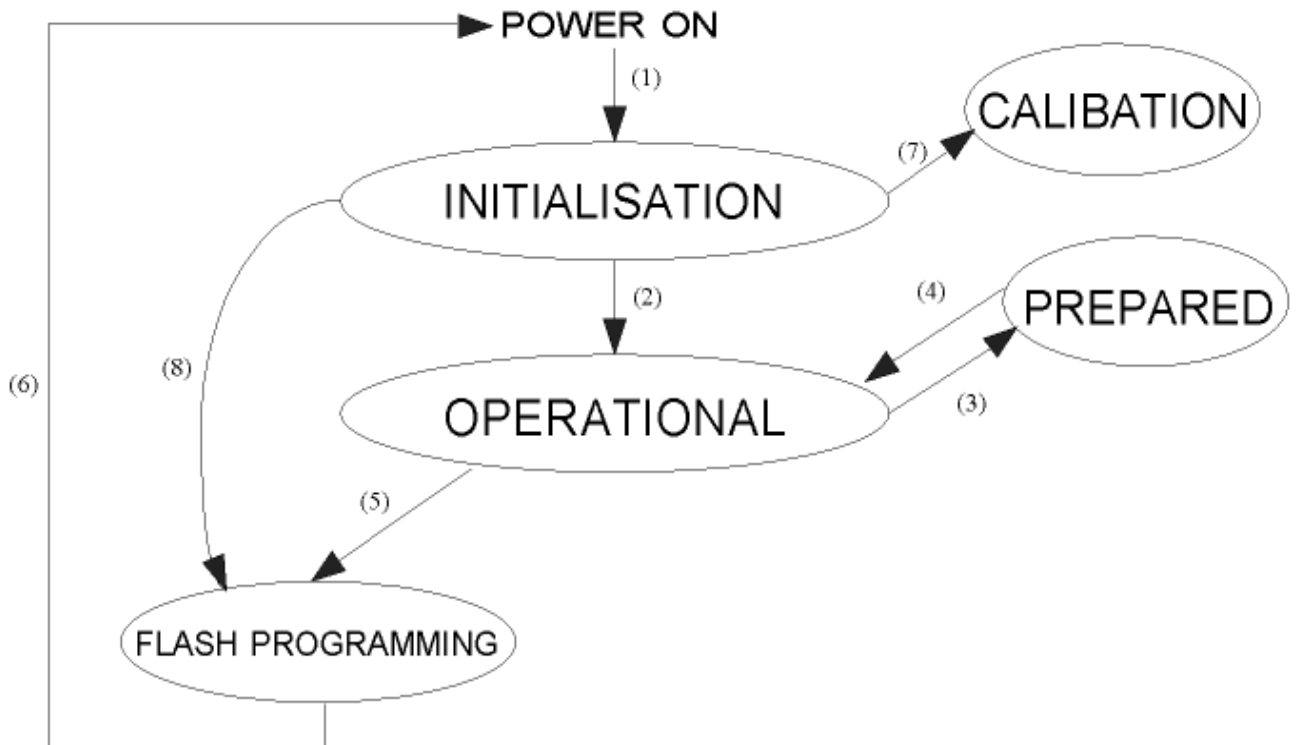 POWER ON
(1)
CALIBATION
(7)
INITIALISATION
(2)
(4)
PREPARED
(8)
(6)
(3)
OPERATIONAL
(5)
FLASH PROGRAMMING